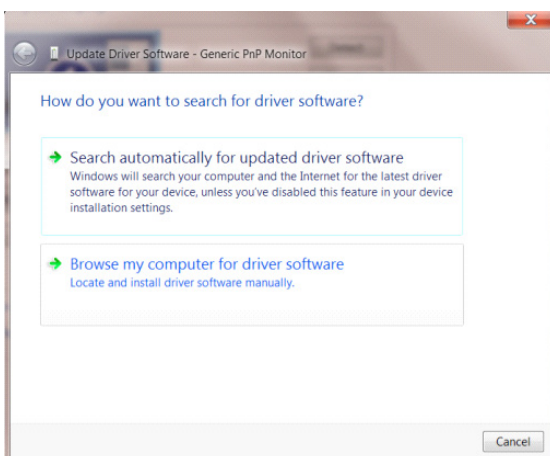 Update Driver Software - Generic PnP Monitor
How do you want to search for driver software?
Search automatically for updated driver software
Windows will search your computer and the Internet for the latest driver
software for your device, unless you've disabled this feature in your device
installation settings.
Browse my computer for driver software
Locate and install driver software manually.
Cancel